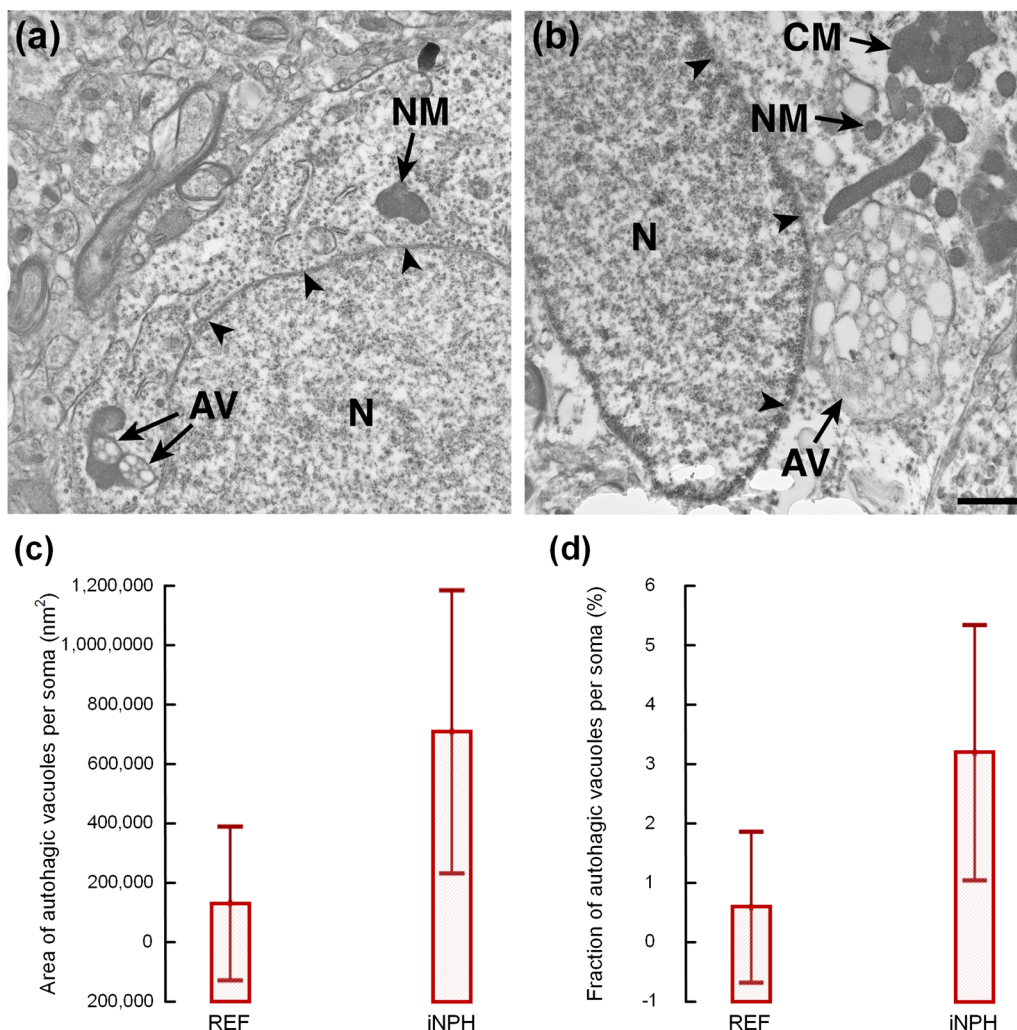 (a)
NM
AV
N
(b)
CM
NM
N
AV
(c)
Area of autohagic vacuoles per soma (nm²)
1,200,000
1,000,0000
800,000
600,000
400,000
200,000
0
200,000
REF
iNPH
(d)
Fraction of autohagic vacuoles per soma (%)
6
5
4
3
2
1
0
-1
REF
iNPH